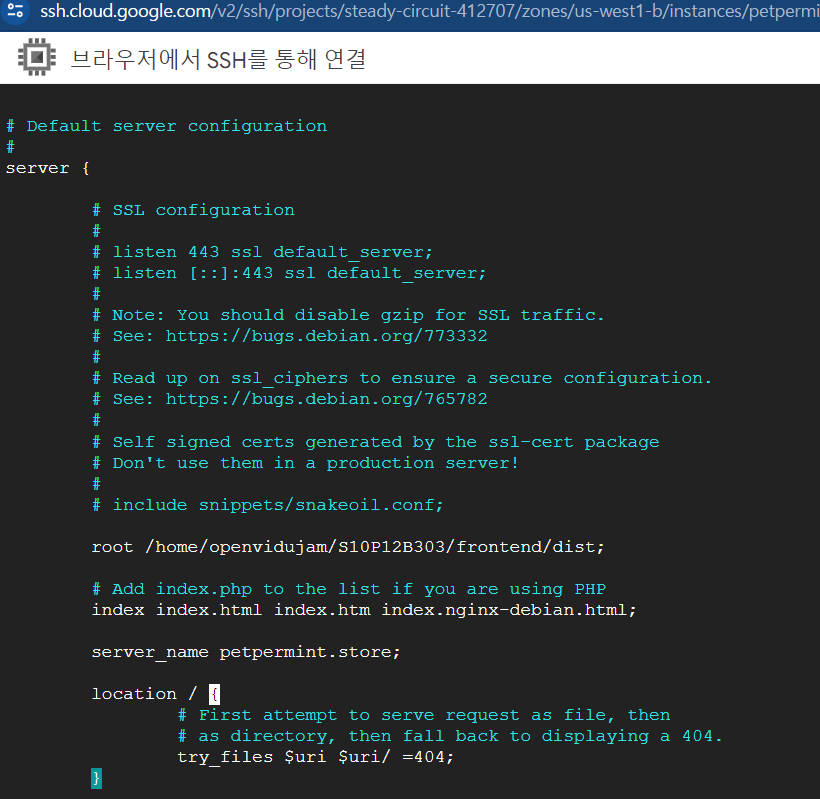 ssh.cloud.google.com/v2/ssh/projects/steady-circuit-412707/zones/us-west1-b/instances/petpermi
브라우저에서 SSH를 통해 연결
# Default server configuration
#
server {
# SSL configuration
#
# listen 443 ssl default_server;
# listen [::]:443 ssl default_server;
#
# Note: You should disable gzip for SSL traffic.
# See: https://bugs.debian.org/773332
#
# Read up on ssl_ciphers to ensure a secure configuration.
# See: https://bugs.debian.org/765782
#
# Self signed certs generated by the ssl-cert package
# Don't use them in a production server!
#
# include snippets/snakeoil.conf;
root /home/openvidujam/S10P12B303/frontend/dist;
# Add index.php to the list if you are using PHP
index index.html index.htm index.nginx-debian.html;
server_name petpermint.store;
location / {
# First attempt to serve request as file, then
# as directory, then fall back to displaying a 404.
try_files $uri $uri/ =404;
}